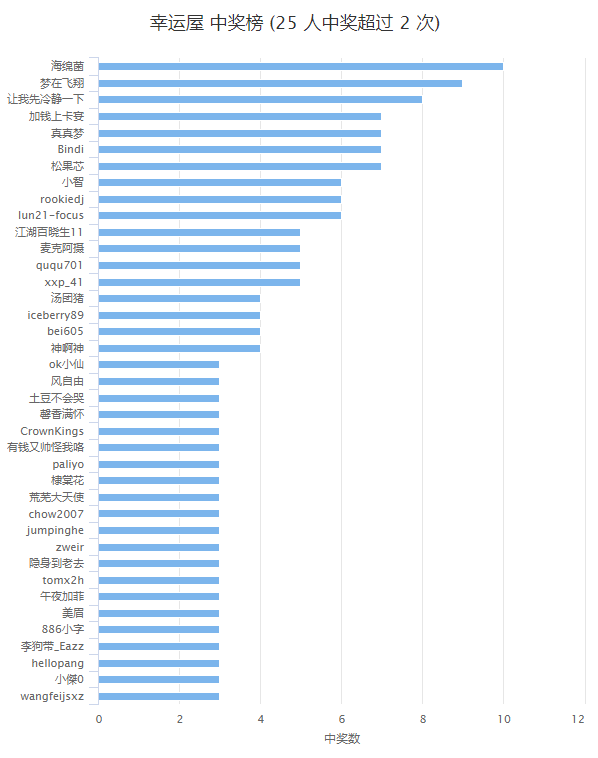 幸运屋 中奖榜 (25 人中奖超过 2 次)
海绵菌
梦在飞翔
让我先冷静一下
加钱上卡宴
真真梦
Bindi
松果芯
小智
rookiedj
lun21-focus
江湖百晓生11
麦克阿摄
ququ701
xxp_41
汤团猪
iceberry89
bei605
神啊神
ok小仙
风自由
土豆不会哭
馨香满怀
CrownKings
有钱又帅怪我咯
paliyo
棣棠花
荒芜大天使
chow2007
jumpinghe
zweir
隐身到老去
tomx2h
午夜加菲
美眉
886小字
李狗带_Eazz
hellopang
小傑0
wangfeijsxz
0 2 4 6 8 10 12
中奖数